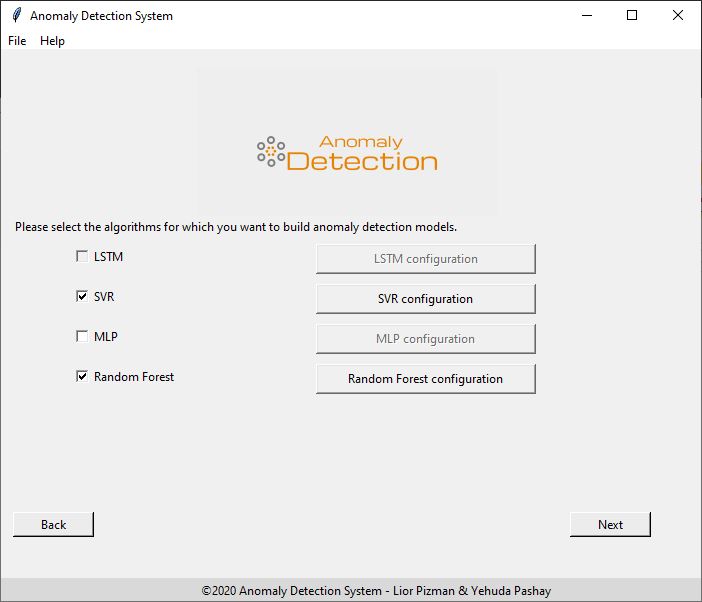 Anomaly Detection System
File Help
Anomaly
Detection
Please select the algorithms for which you want to build anomaly detection models.
LSTM LSTM configuration
SVR SVR configuration
MLP MLP configuration
Random Forest Random Forest configuration
Back Next
©2020 Anomaly Detection System - Lior Pizman & Yehuda Pashay